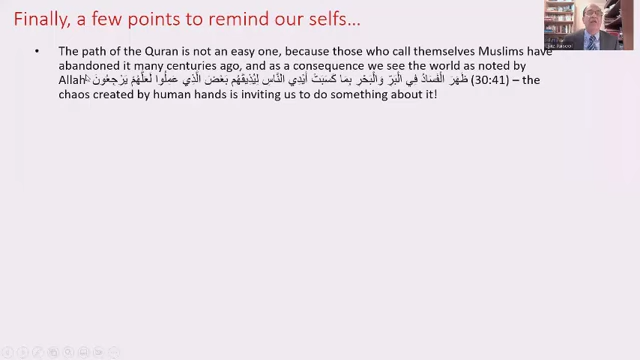 Finally, a few points to remind our selfs…
• The path of the Quran is not an easy one, because those who call themselves Muslims have
abandoned it many centuries ago, and as a consequence we see the world as noted by
Allah ظَهَرَ الْفَسَادُ فِي الْبَرِّ وَالْبَحْرِ بِمَا كَسَبَتْ أَيْدِي النَّاسِ لِيُذِيقَهُم بَعْضَ الَّذِي عَمِلُوا لَعَلَّهُمْ يَرْجِعُونَ (30:41) – the
chaos created by human hands is inviting us to do something about it!